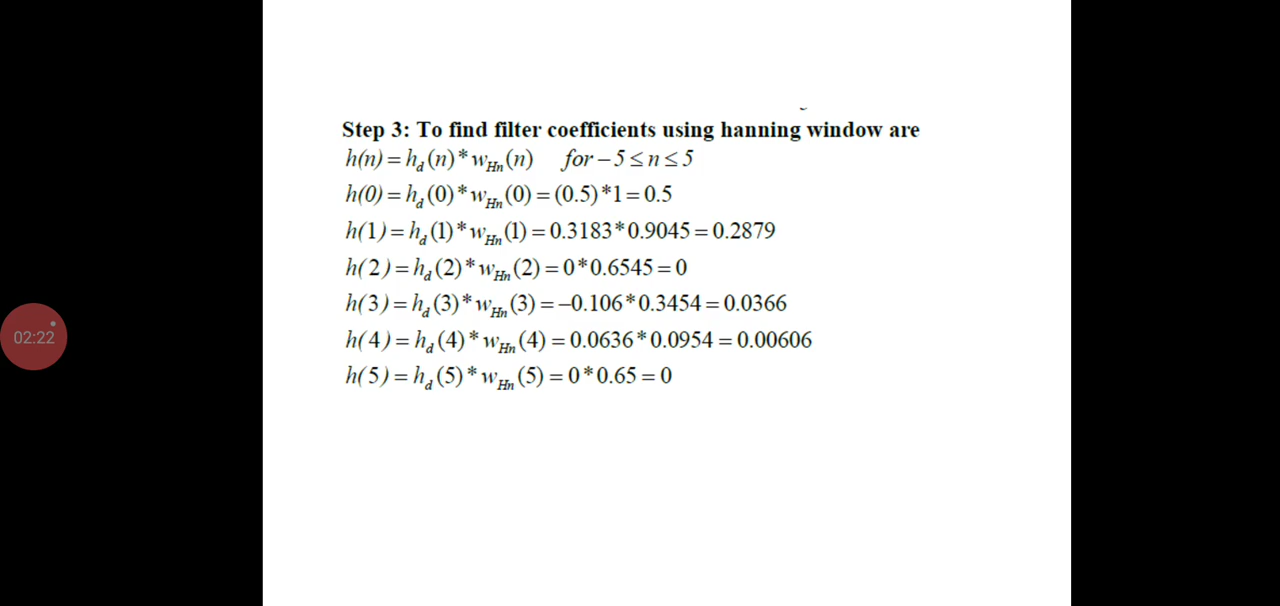 Step 3: To find filter coefficients using hanning window are
h(n) = h_d(n) * w_Hn(n) for – 5 ≤ n ≤ 5
h(0) = h_d(0) * w_Hn(0) = (0.5) * 1 = 0.5
h(1) = h_d(1) * w_Hn(1) = 0.3183 * 0.9045 = 0.2879
h(2) = h_d(2) * w_Hn(2) = 0 * 0.6545 = 0
h(3) = h_d(3) * w_Hn(3) = –0.106 * 0.3454 = 0.0366
h(4) = h_d(4) * w_Hn(4) = 0.0636 * 0.0954 = 0.00606
h(5) = h_d(5) * w_Hn(5) = 0 * 0.65 = 0
02:22